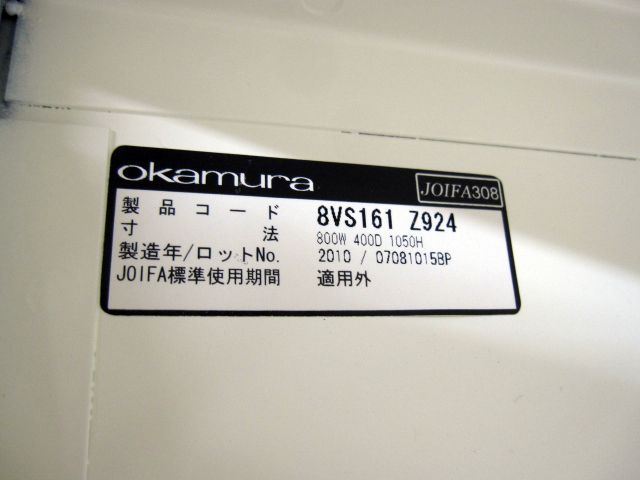 okamura JOIFA308
製品コード 8VS161 Z924
寸法 800W 400D 1050H
製造年/ロットNo. 2010 / 07081015BP
JOIFA標準使用期間 適用外